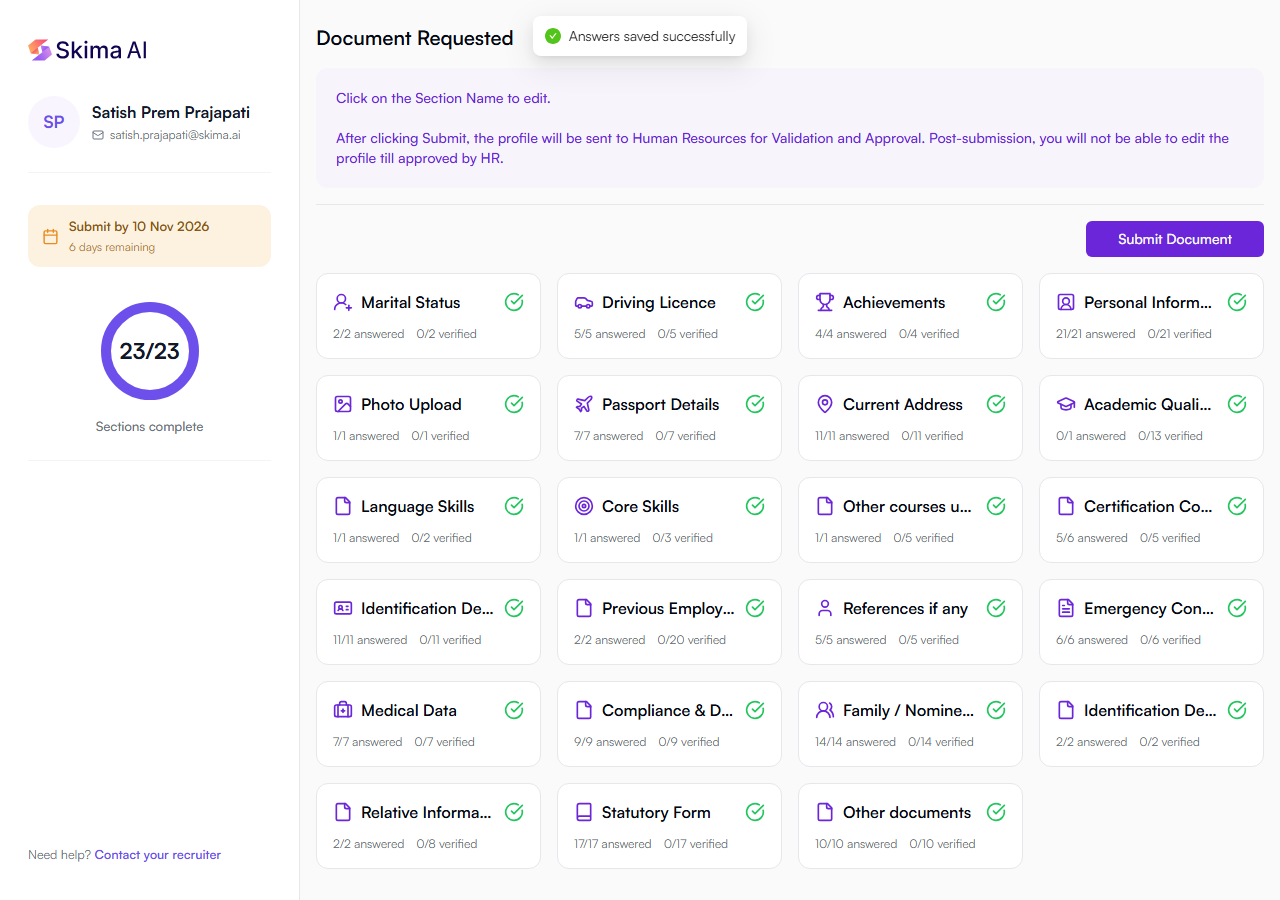 Skima AI
SP
Satish Prem Prajapati
satish.prajapati@skima.ai
Submit by 10 Nov 2026
6 days remaining
23/23
Sections complete
Need help? Contact your recruiter
Document Requested
Answers saved successfully
Click on the Section Name to edit.
After clicking Submit, the profile will be sent to Human Resources for Validation and Approval. Post-submission, you will not be able to edit the
profile till approved by HR.
Submit Document
Marital Status
2/2 answered 0/2 verified
Driving Licence
5/5 answered 0/5 verified
Achievements
4/4 answered 0/4 verified
Personal Inform...
21/21 answered 0/21 verified
Photo Upload
1/1 answered 0/1 verified
Passport Details
7/7 answered 0/7 verified
Current Address
11/11 answered 0/11 verified
Academic Quali...
0/1 answered 0/13 verified
Language Skills
1/1 answered 0/2 verified
Core Skills
1/1 answered 0/3 verified
Other courses u...
1/1 answered 0/5 verified
Certification Co...
5/6 answered 0/5 verified
Identification De...
11/11 answered 0/11 verified
Previous Employ...
2/2 answered 0/20 verified
References if any
5/5 answered 0/5 verified
Emergency Con...
6/6 answered 0/6 verified
Medical Data
7/7 answered 0/7 verified
Compliance & D...
9/9 answered 0/9 verified
Family / Nomine...
14/14 answered 0/14 verified
Identification De...
2/2 answered 0/2 verified
Relative Informa...
2/2 answered 0/8 verified
Statutory Form
17/17 answered 0/17 verified
Other documents
10/10 answered 0/10 verified